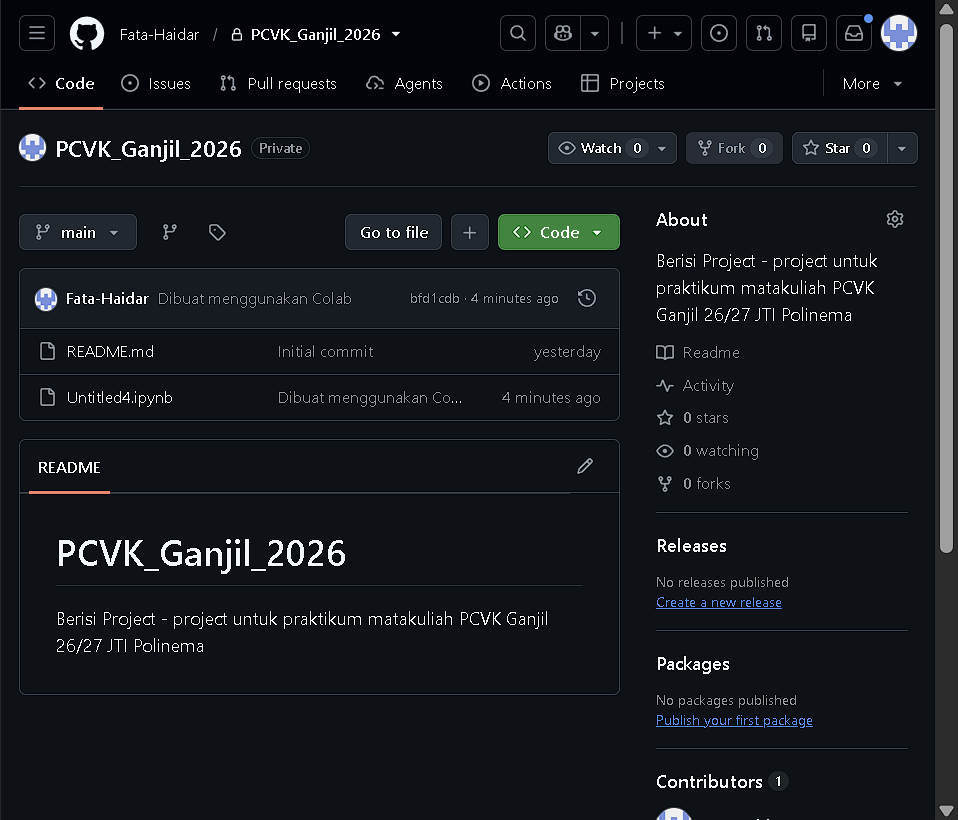 Fata-Haidar / PCVK_Ganjil_2026
Code Issues Pull requests Agents Actions Projects More
PCVK_Ganjil_2026 Private
Watch 0 Fork 0 Star 0
main Go to file + Code
Fata-Haidar Dibuat menggunakan Colab bfd1cdb · 4 minutes ago
README.md Initial commit yesterday
Untitled4.ipynb Dibuat menggunakan Co... 4 minutes ago
README
PCVK_Ganjil_2026
Berisi Project - project untuk praktikum matakuliah PCVK Ganjil
26/27 JTI Polinema
About
Berisi Project - project untuk
praktikum matakuliah PCVK
Ganjil 26/27 JTI Polinema
Readme
Activity
0 stars
0 watching
0 forks
Releases
No releases published
Create a new release
Packages
No packages published
Publish your first package
Contributors 1